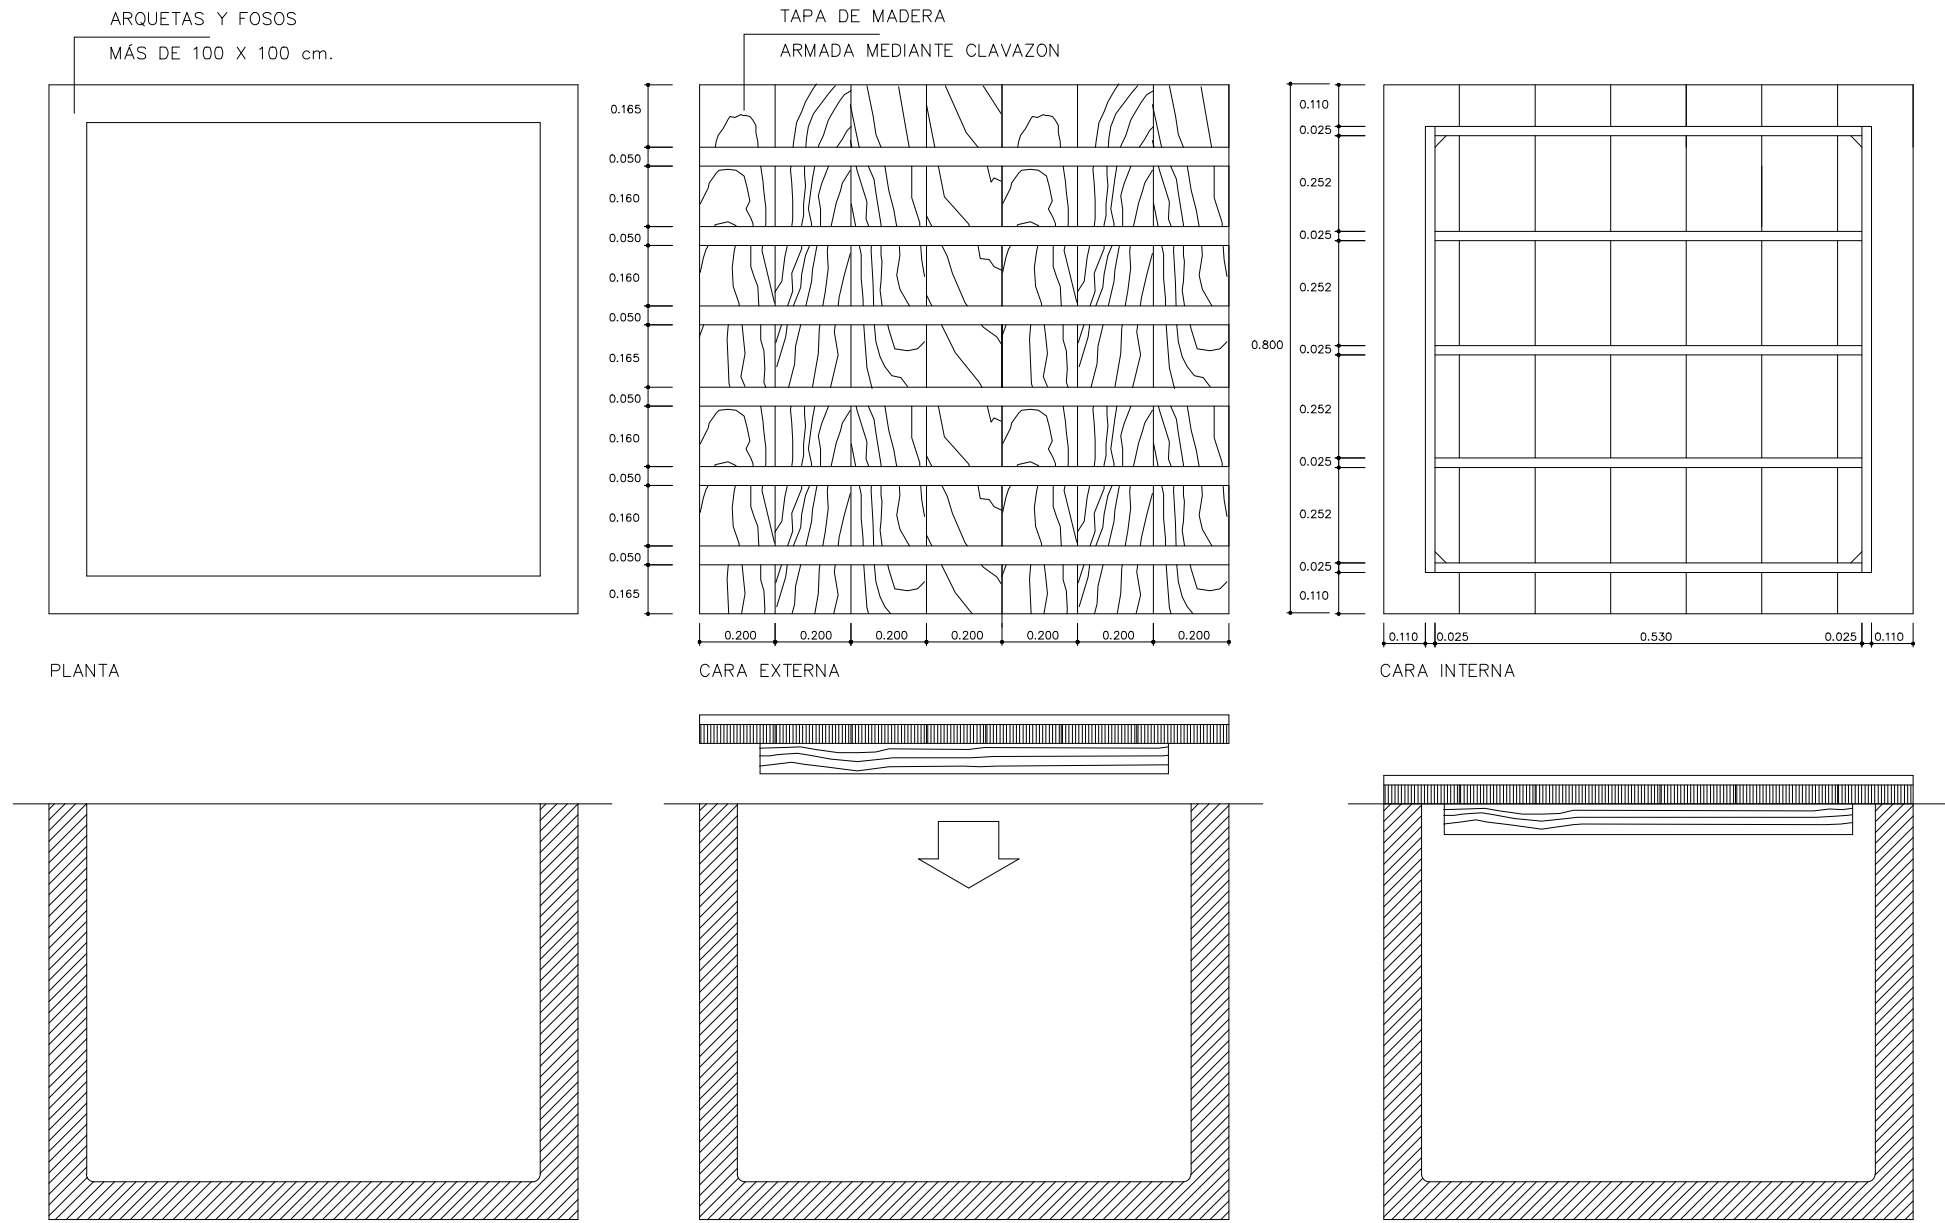 ARQUETAS Y FOSOS
MÁS DE 100 X 100 cm.
TAPA DE MADERA
ARMADA MEDIANTE CLAVAZON
0.165
0.050
0.160
0.050
0.160
0.050
0.165
0.050
0.160
0.050
0.160
0.050
0.165
0.200 0.200 0.200 0.200 0.200 0.200 0.200
0.800
0.110
0.025
0.252
0.025
0.252
0.025
0.252
0.025
0.252
0.025
0.110
0.110 0.025 0.530 0.025 0.110
PLANTA
CARA EXTERNA
CARA INTERNA